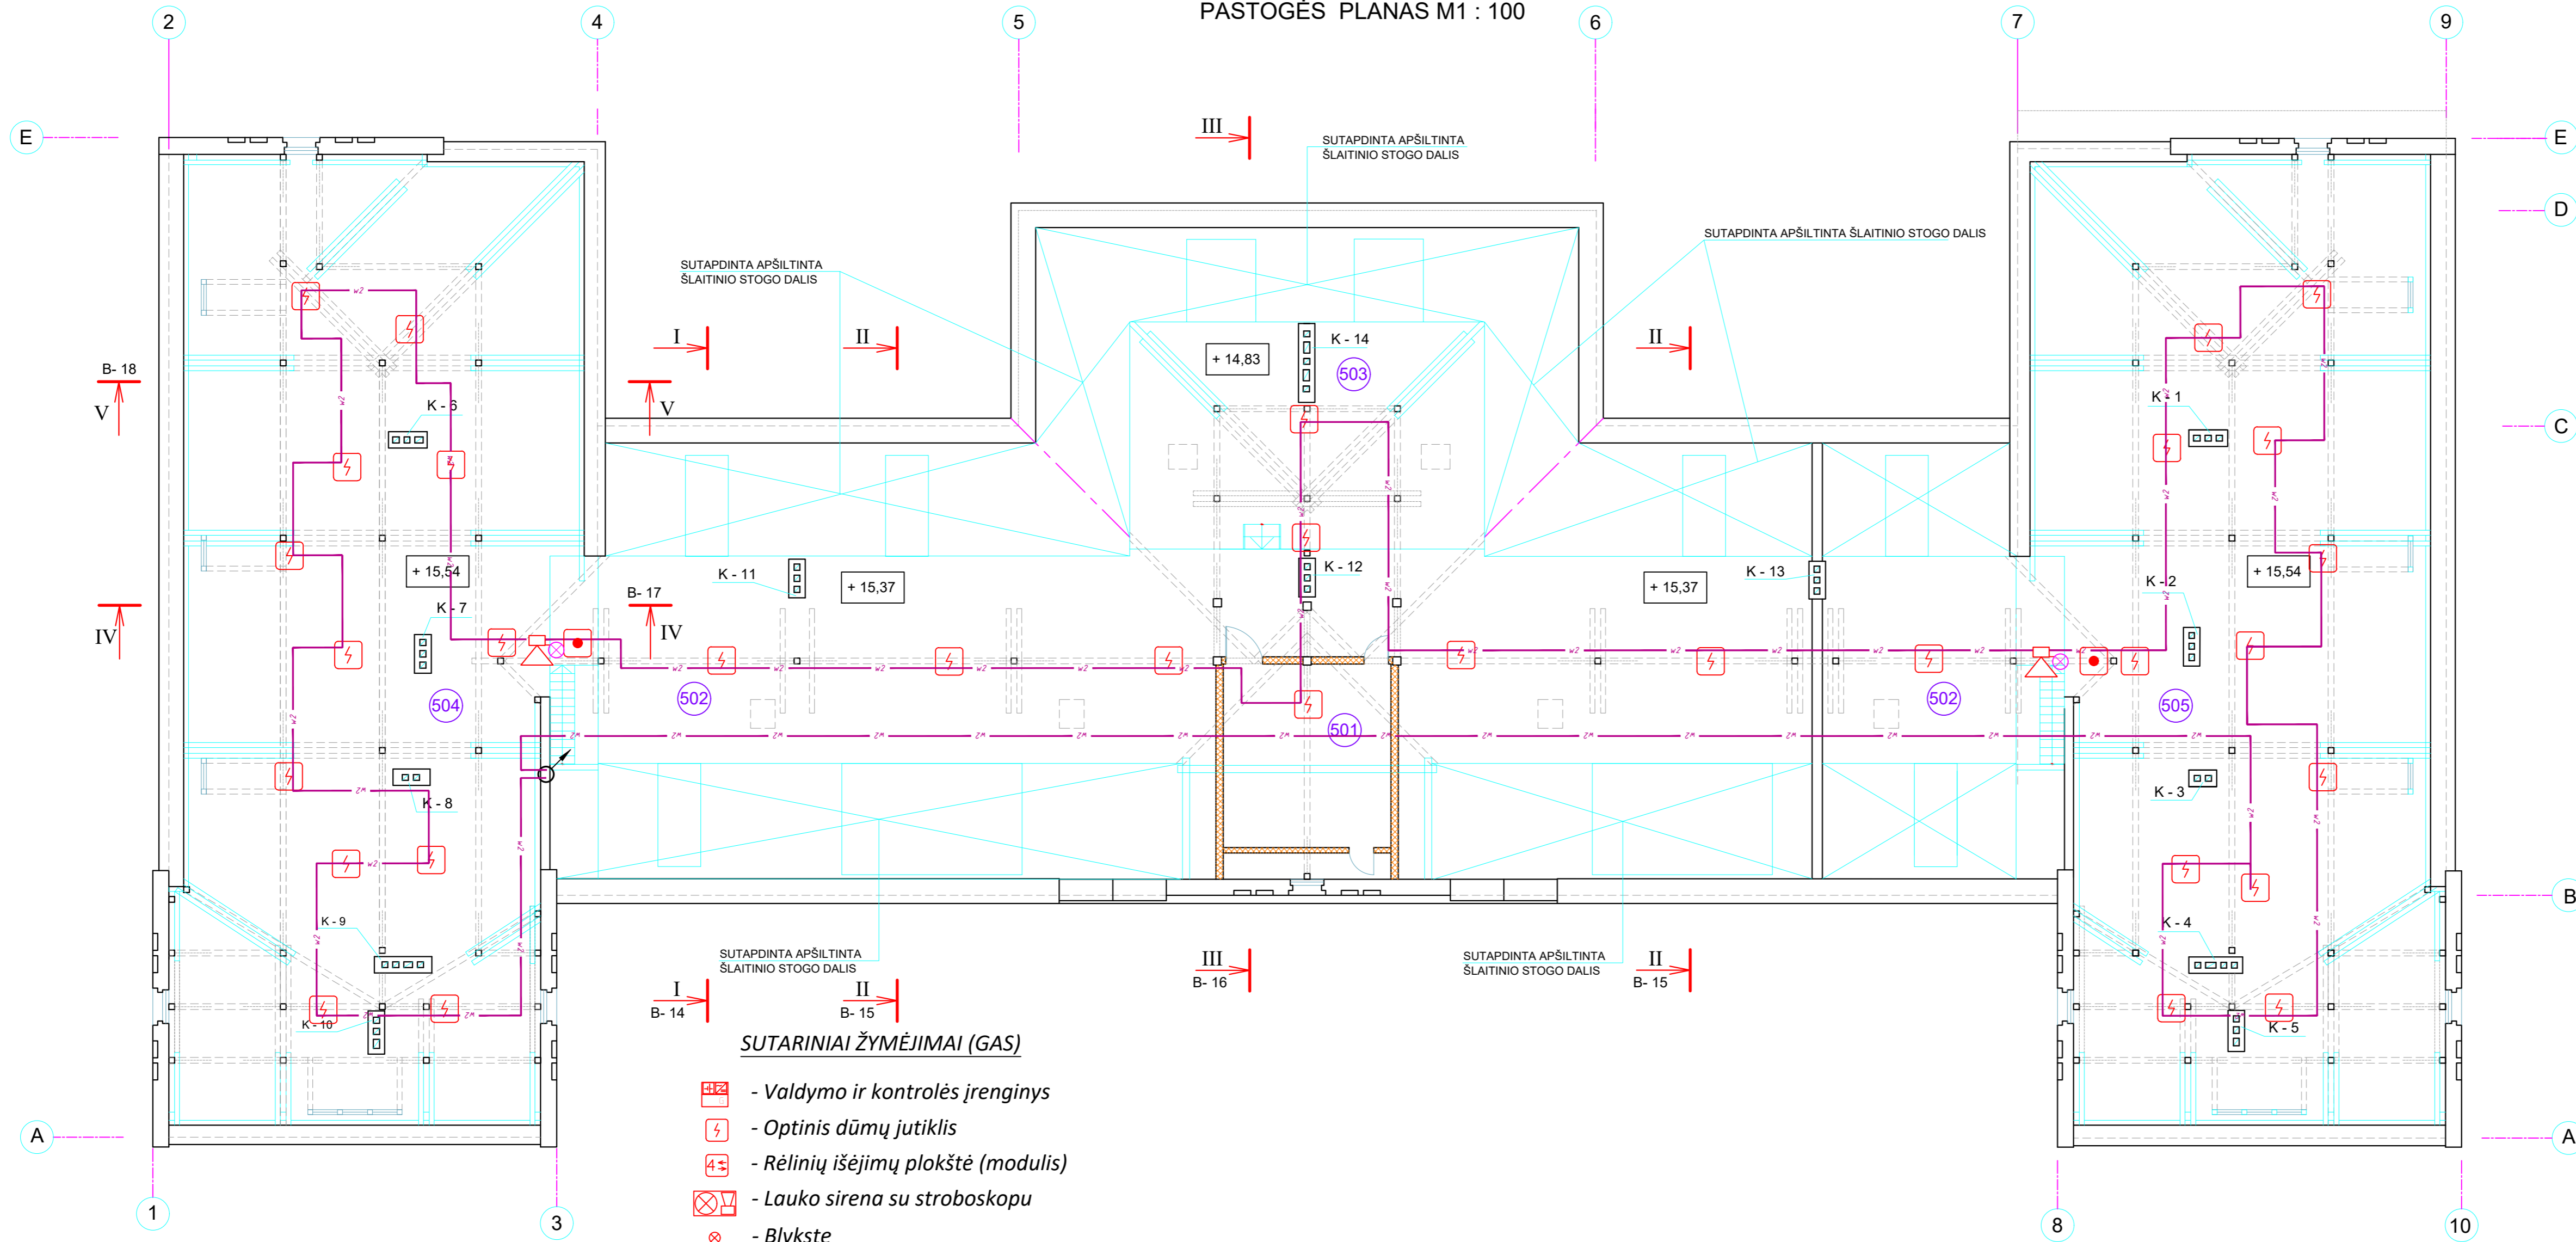 PASTOGĖS PLANAS M1 : 100
2
4
5
6
7
9
E
E
D
C
B
A
A
1
3
8
10
III
SUTAPDINTA APŠILTINTA
ŠLAITINIO STOGO DALIS
SUTAPDINTA APŠILTINTA ŠLAITINIO STOGO DALIS
SUTAPDINTA APŠILTINTA
ŠLAITINIO STOGO DALIS
I
II
II
B- 18
V
V
K - 14
+ 14,83
503
K - 6
K - 1
+ 15,54
K - 7
K - 11
+ 15,37
K - 12
+ 15,37
K - 13
K - 2
+ 15,54
B- 17
IV
IV
504
502
501
502
505
K - 8
K - 3
K - 9
K - 4
K - 10
K - 5
w2
SUTAPDINTA APŠILTINTA
ŠLAITINIO STOGO DALIS
SUTAPDINTA APŠILTINTA
ŠLAITINIO STOGO DALIS
I
B- 14
II
B- 15
III
B- 16
II
B- 15
SUTARINIAI ŽYMĖJIMAI (GAS)
- Valdymo ir kontrolės įrenginys
- Optinis dūmų jutiklis
4
- Rėlinių išėjimų plokštė (modulis)
- Lauko sirena su stroboskopu
- Blykstė